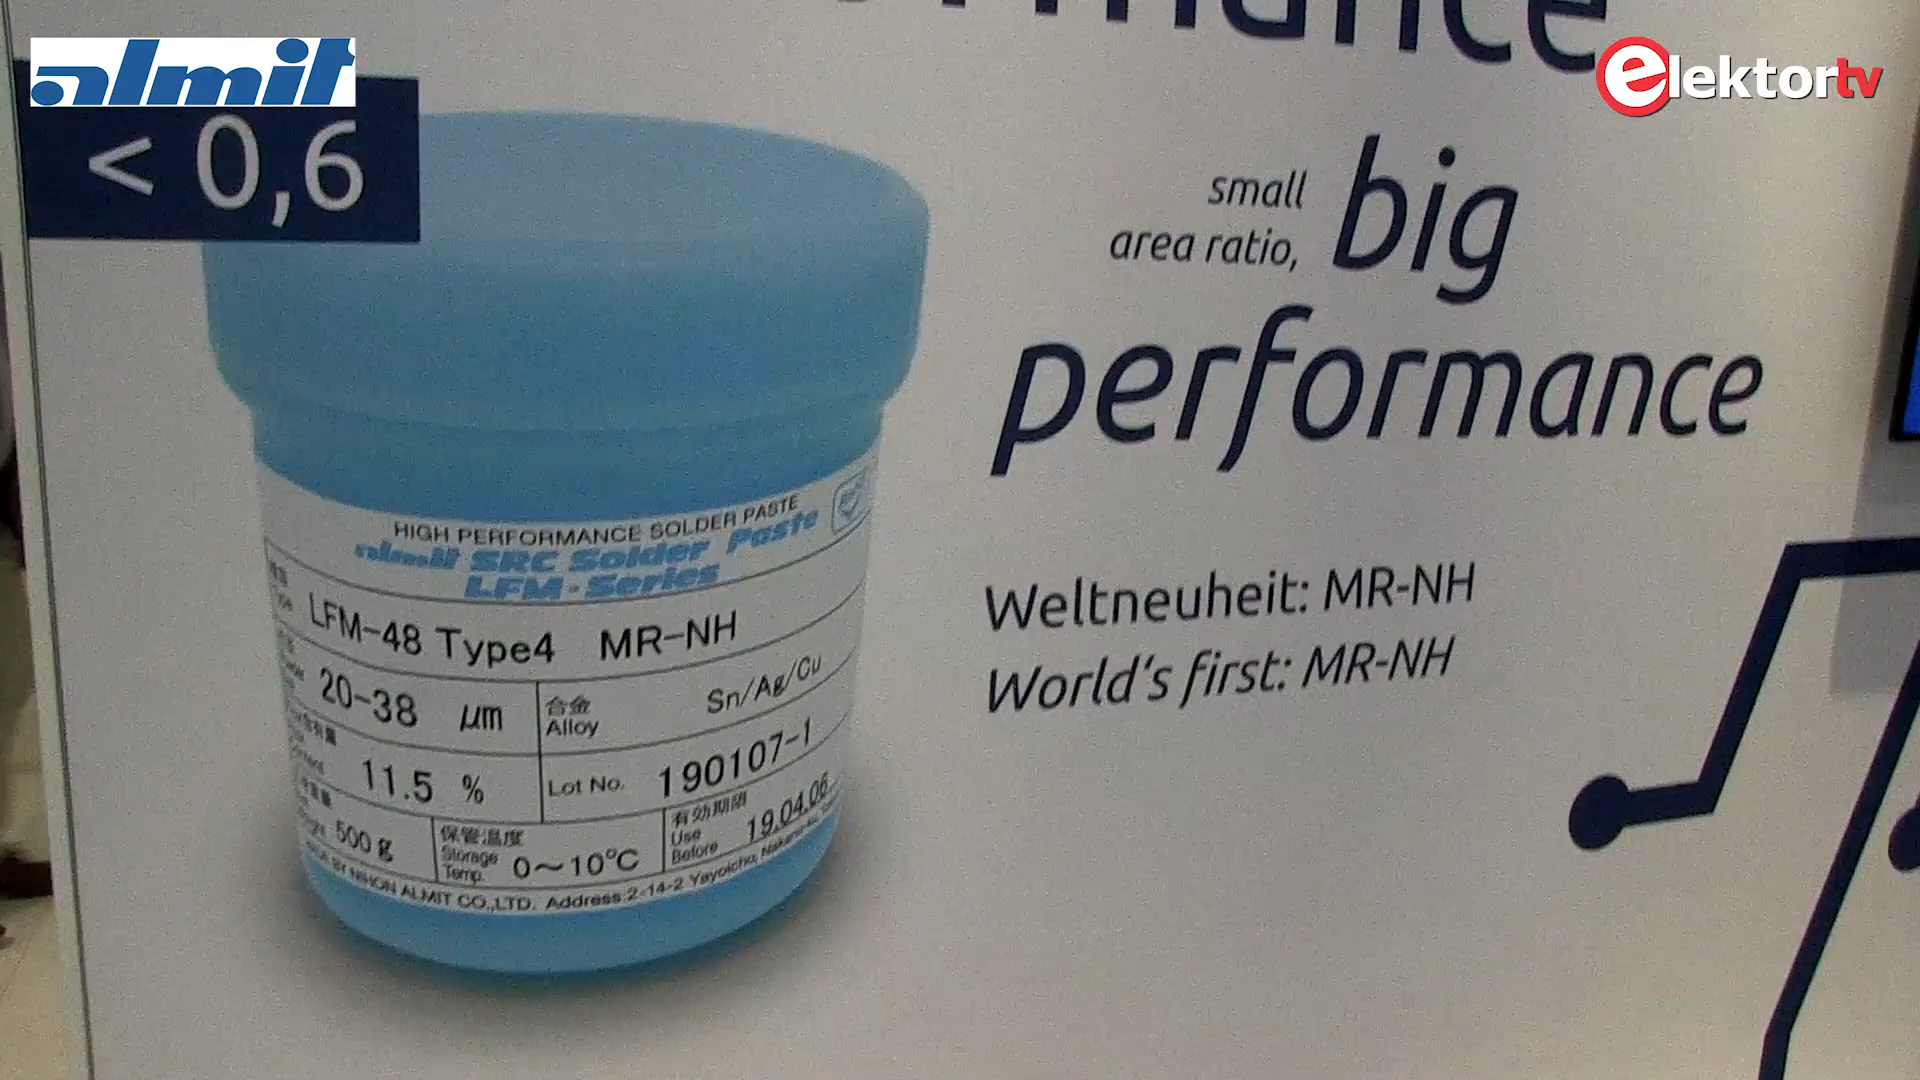 almit
elektortv
< 0,6
small
area ratio,
big
performance
HIGH PERFORMANCE SOLDER PASTE
almit SRC Solder Paste
LFM-Series
LFM-48 Type4 MR-NH
20-38 μm
合金
Alloy
Sn/Ag/Cu
11.5 %
Lot No. 190107-1
500 g
保管温度
Storage
Temp.
0~10°C
有効期限
Use
Before
19.04.06
NIHON ALMIT CO.,LTD. Address:2-14-2 Yayoicho,
Weltneuheit: MR-NH
World's first: MR-NH